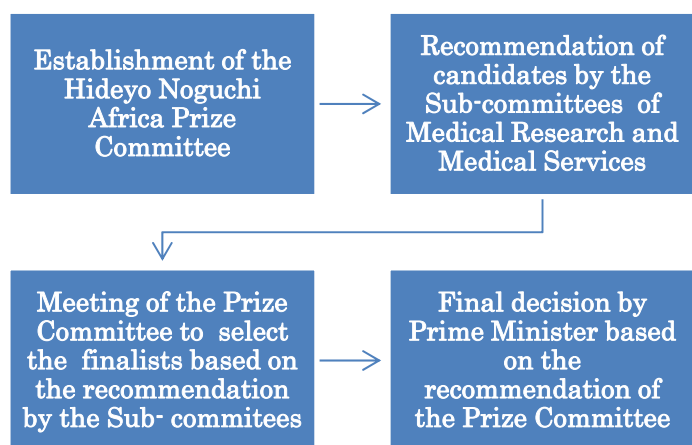 Establishment of the
Hideyo Noguchi
Africa Prize
Committee
Recommendation of
candidates by the
Sub-committees of
Medical Research and
Medical Services
Meeting of the Prize
Committee to select
the finalists based on
the recommendation
by the Sub- commitees
Final decision by
Prime Minister based
on the
recommendation of
the Prize Committee